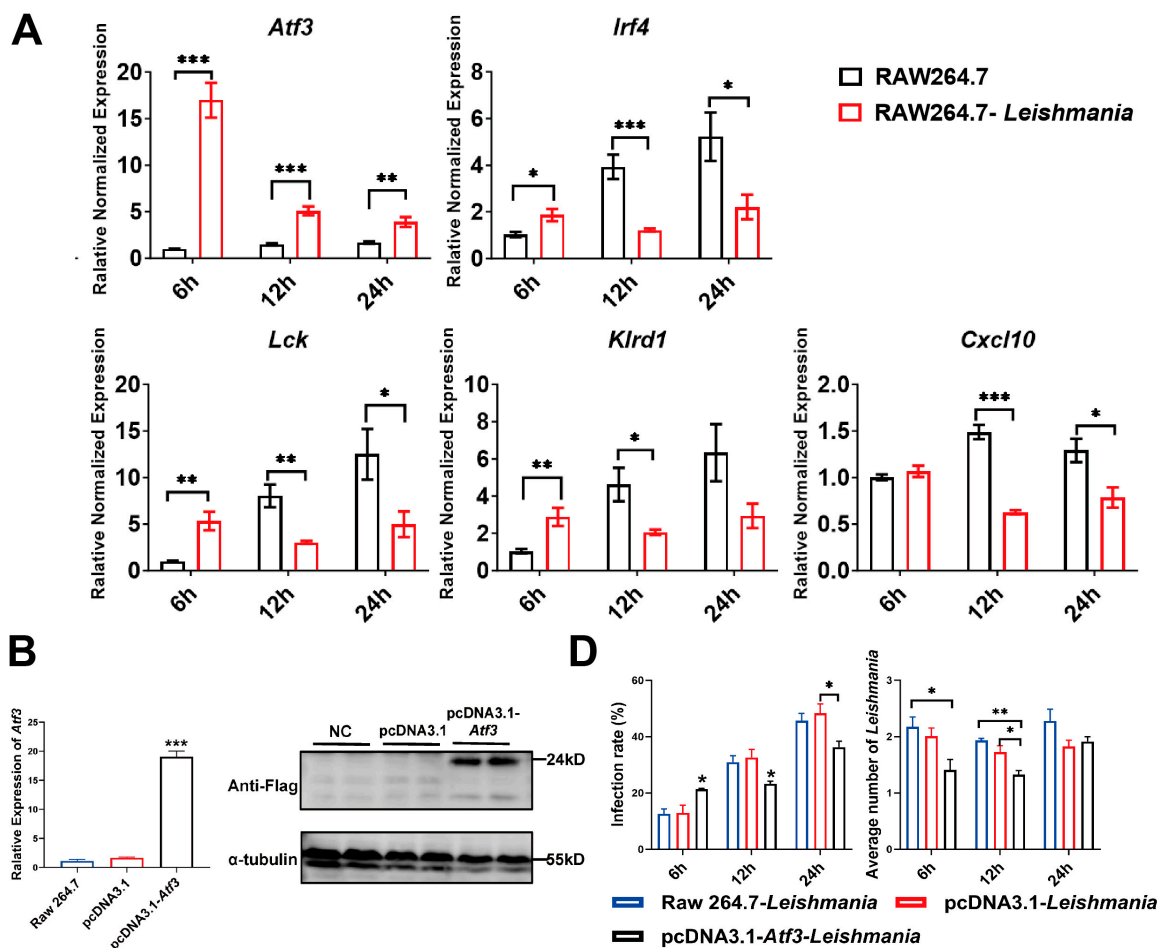 A
Atf3
Ralative Normalized Expression
20
15
10
5
0
***
***
**
6h
12h
24h
Irf4
Ralative Normalized Expression
8
6
4
2
0
*
***
*
6h
12h
24h
RAW264.7
RAW264.7- Leishmania
Lck
Ralative Normalized Expression
20
15
10
5
0
**
**
*
6h
12h
24h
Klrd1
Ralative Normalized Expression
10
8
6
4
2
0
**
*
6h
12h
24h
Cxcl10
Ralative Normalized Expression
2.0
1.5
1.0
0.5
0.0
***
*
6h
12h
24h
B
Ralative Expression of Atf3
25
20
15
10
5
0
***
Raw 264.7
pcDNA3.1
pcDNA3.1-Atf3
NC
pcDNA3.1
pcDNA3.1-
Atf3
Anti-Flag
24kD
α-tubulin
55kD
D
Infection rate (%)
60
40
20
0
*
*
*
6h
12h
24h
Average number of Leishmania
3
2
1
0
*
**
*
6h
12h
24h
Raw 264.7-Leishmania
pcDNA3.1-Leishmania
pcDNA3.1-Atf3-Leishmania